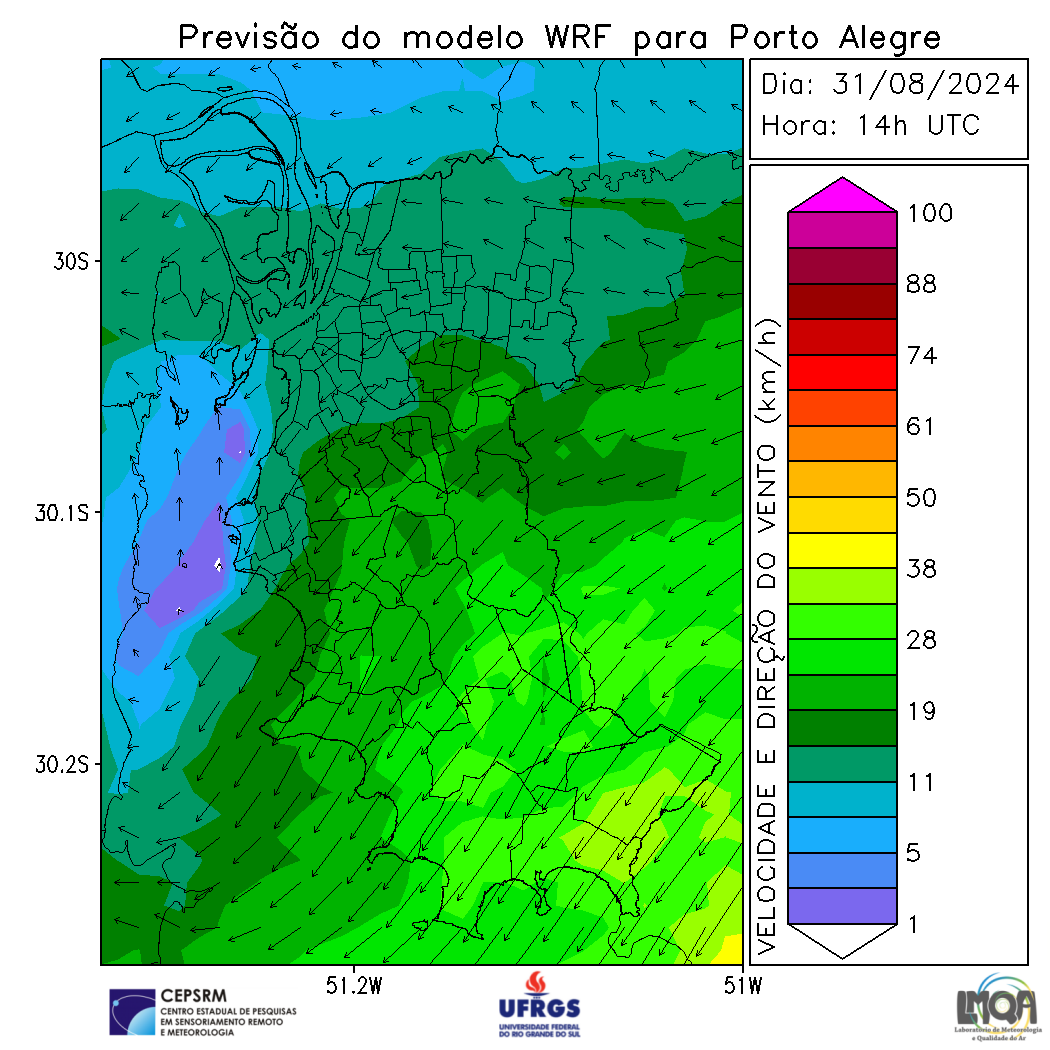 Previsão do modelo WRF para Porto Alegre
Dia: 31/08/2024
Hora: 14h UTC
30S
30.1S
30.2S
51.2W
51W
VELOCIDADE E DIREÇÃO DO VENTO (km/h)
100
88
74
61
50
38
28
19
11
5
1
CEPSRM
CENTRO ESTADUAL DE PESQUISAS
EM SENSORIAMENTO REMOTO
E METEOROLOGIA
UFRGS
UNIVERSIDADE FEDERAL
DO RIO GRANDE DO SUL
LMQA
Laboratório de Meteorologia
e Qualidade do Ar